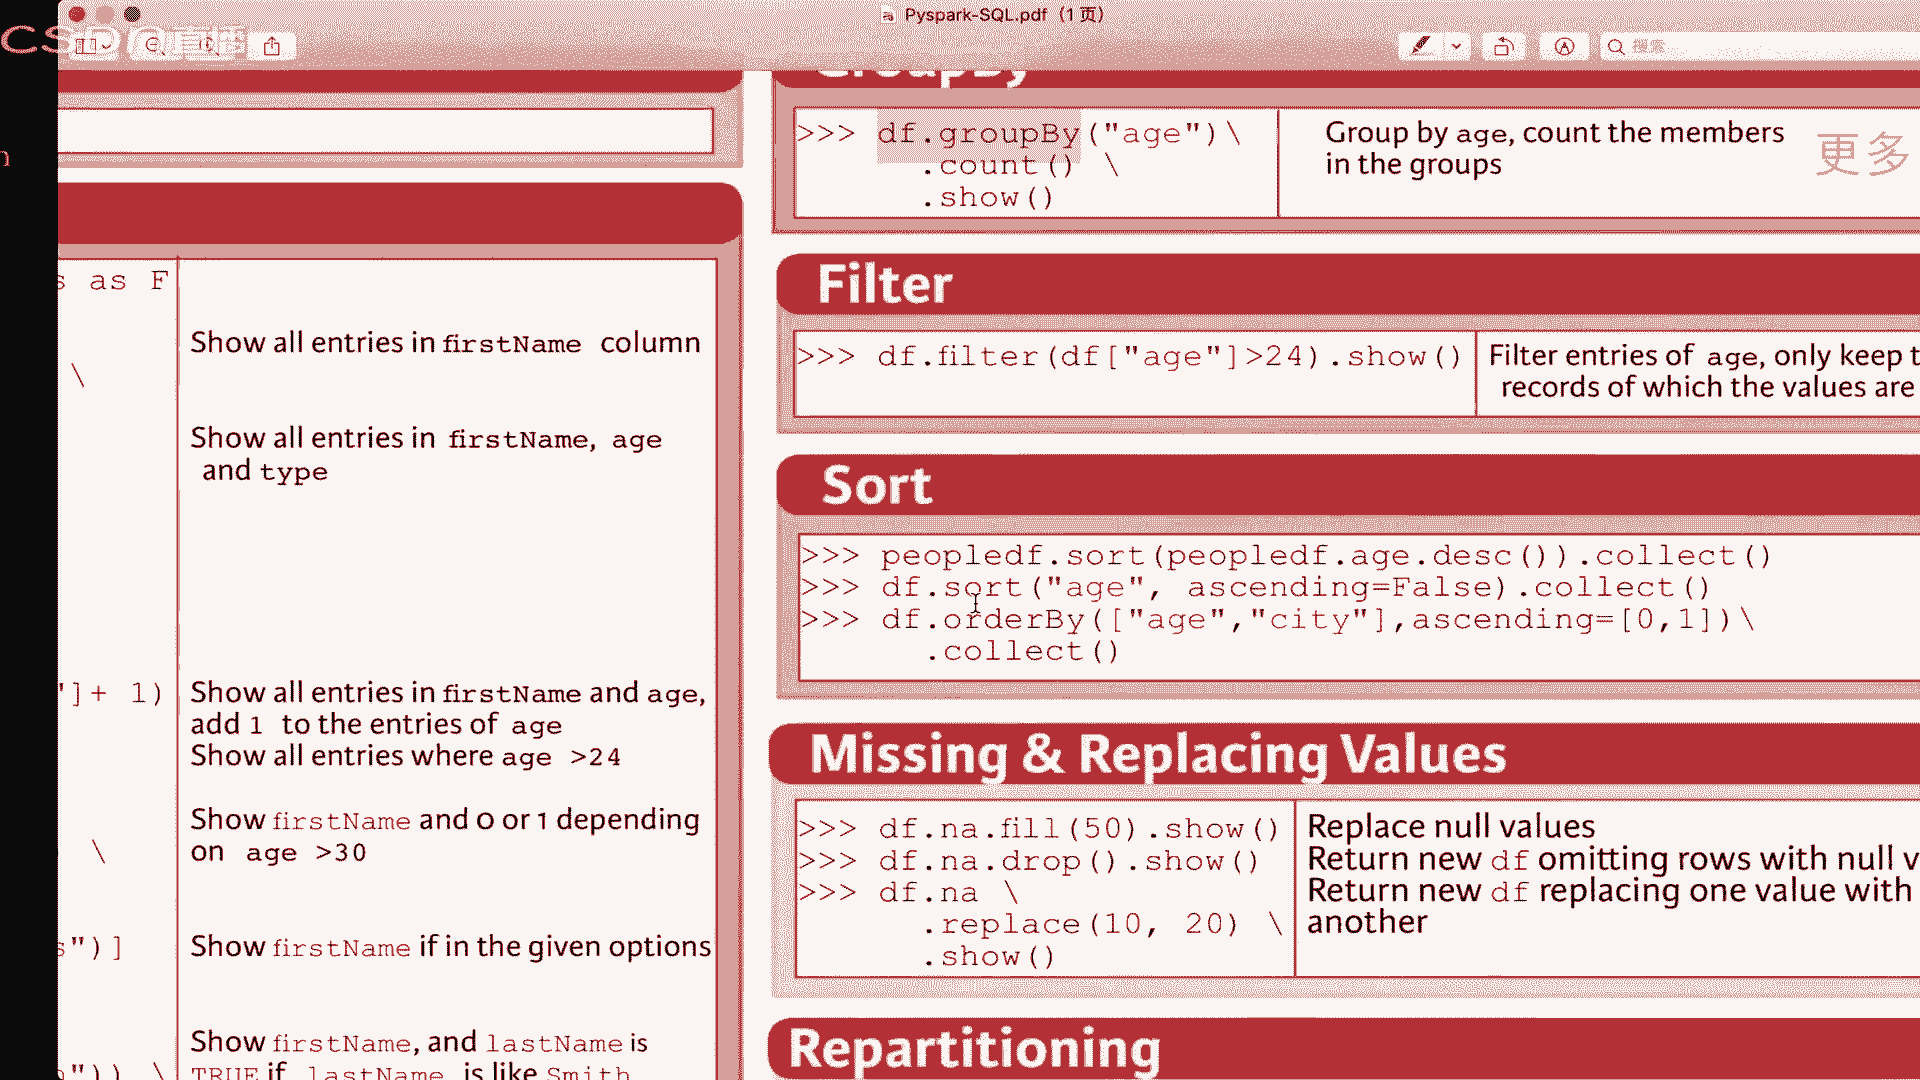 Pyspark-SQL.pdf（1 页）
CSDN
搜索
更多
GroupBy
>>> df.groupBy("age")\
.count() \
.show()
Group by age, count the members
in the groups
s as F
\
Show all entries in firstName column
Show all entries in firstName, age
and type
']+ 1)
Show all entries in firstName and age,
add 1 to the entries of age
Show all entries where age >24
Show firstName and 0 or 1 depending
on age >30
\
s")]
Show firstName if in the given options
Show firstName, and lastName is
TRUE if lastName is like Smith
")) \
Filter
>>> df.filter(df["age"]>24).show()
Filter entries of age, only keep t
records of which the values are
Sort
>>> peopledf.sort(peopledf.age.desc()).collect()
>>> df.sort("age", ascending=False).collect()
>>> df.orderBy(["age","city"],ascending=[0,1])\
.collect()
Missing & Replacing Values
>>> df.na.fill(50).show()
>>> df.na.drop().show()
>>> df.na \
.replace(10, 20) \
.show()
Replace null values
Return new df omitting rows with null v
Return new df replacing one value with
another
Repartitioning